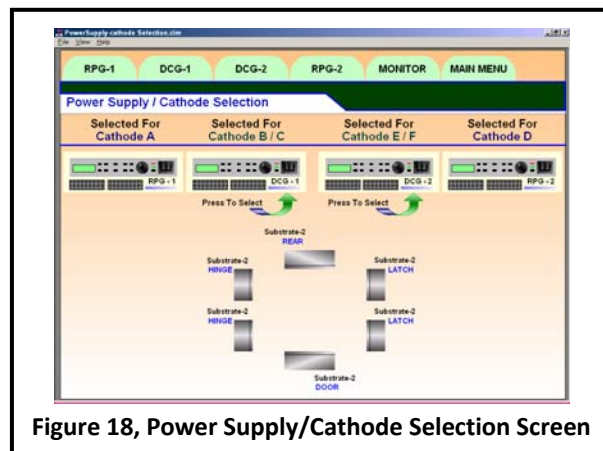 PowerSupply cathode Selection.clm
File View Help
RPG-1 DCG-1 DCG-2 RPG-2 MONITOR MAIN MENU
Power Supply / Cathode Selection
Selected For Cathode A
Selected For Cathode B / C
Selected For Cathode E / F
Selected For Cathode D
RPG - 1
DCG - 1
DCG - 2
RPG - 2
Press To Select
Press To Select
Substrate-2
REAR
Substrate-2
HINGE
Substrate-2
LATCH
Substrate-2
HINGE
Substrate-2
LATCH
Substrate-2
DOOR
Figure 18, Power Supply/Cathode Selection Screen